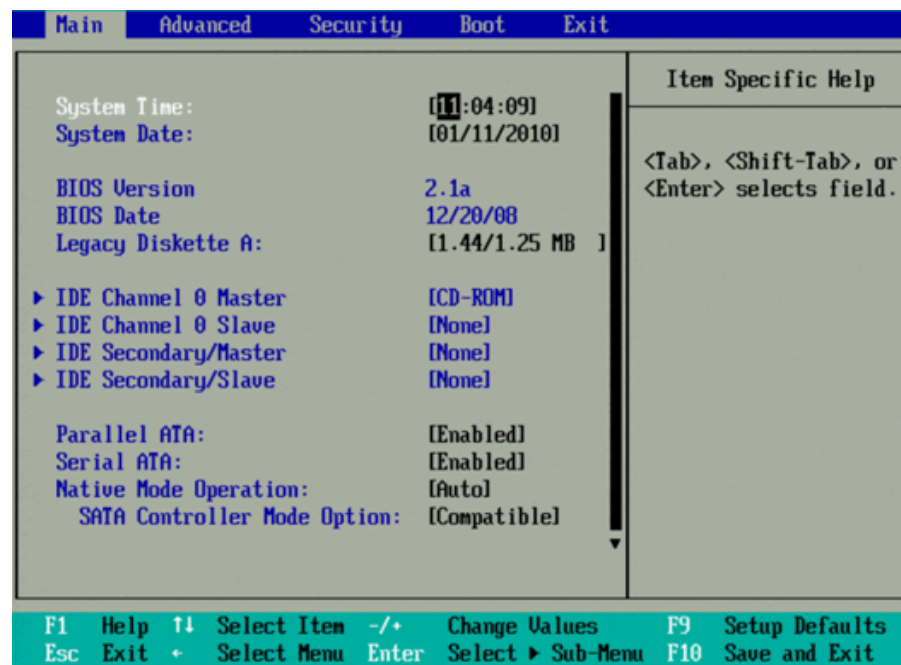 Main Advanced Security Boot Exit
Item Specific Help
System Time: [11:04:09]
System Date: [01/11/2010]
<Tab>, <Shift-Tab>, or
<Enter> selects field.
BIOS Version 2.1a
BIOS Date 12/20/08
Legacy Diskette A: [1.44/1.25 MB ]
IDE Channel 0 Master [CD-ROM]
IDE Channel 0 Slave [None]
IDE Secondary/Master [None]
IDE Secondary/Slave [None]
Parallel ATA: [Enabled]
Serial ATA: [Enabled]
Native Mode Operation: [Auto]
SATA Controller Mode Option: [Compatible]
F1 Help ↑↓ Select Item -/+ Change Values F9 Setup Defaults
Esc Exit ← Select Menu Enter Select ▶ Sub-Menu F10 Save and Exit